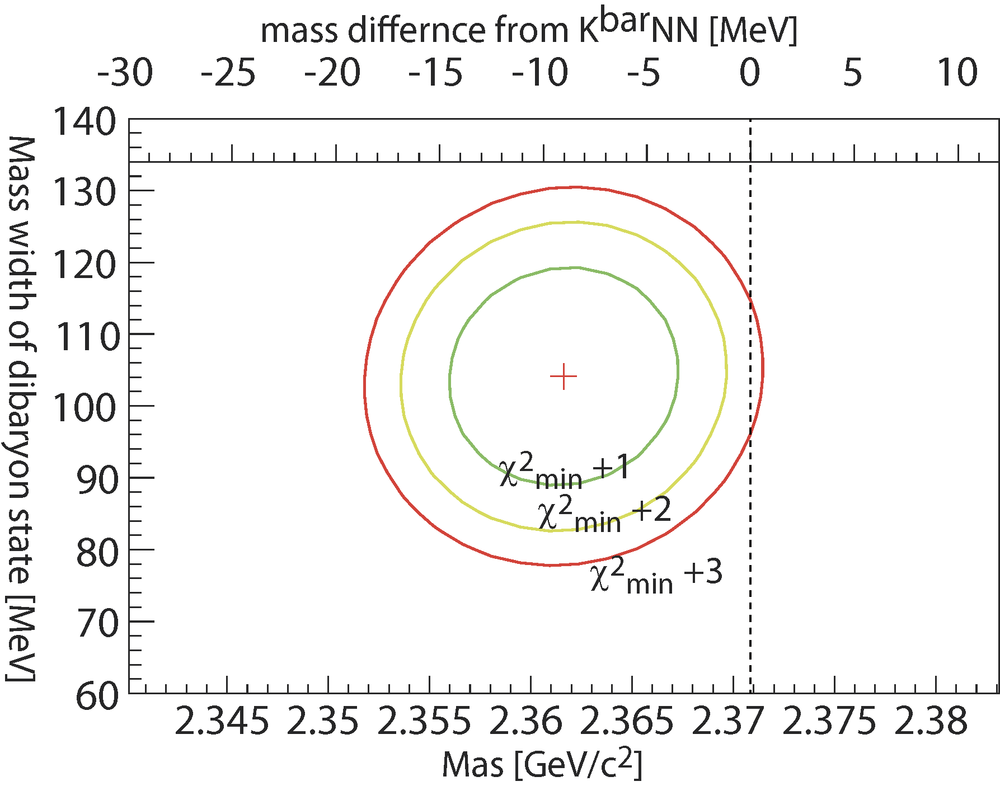 mass differnce from K^bar NN [MeV]
-30 -25 -20 -15 -10 -5 0 5 10
140
130
120
110
100
90
80
70
60
Mass width of dibaryon state [MeV]
χ²min +1
χ²min +2
χ²min +3
2.345 2.35 2.355 2.36 2.365 2.37 2.375 2.38
Mas [GeV/c²]